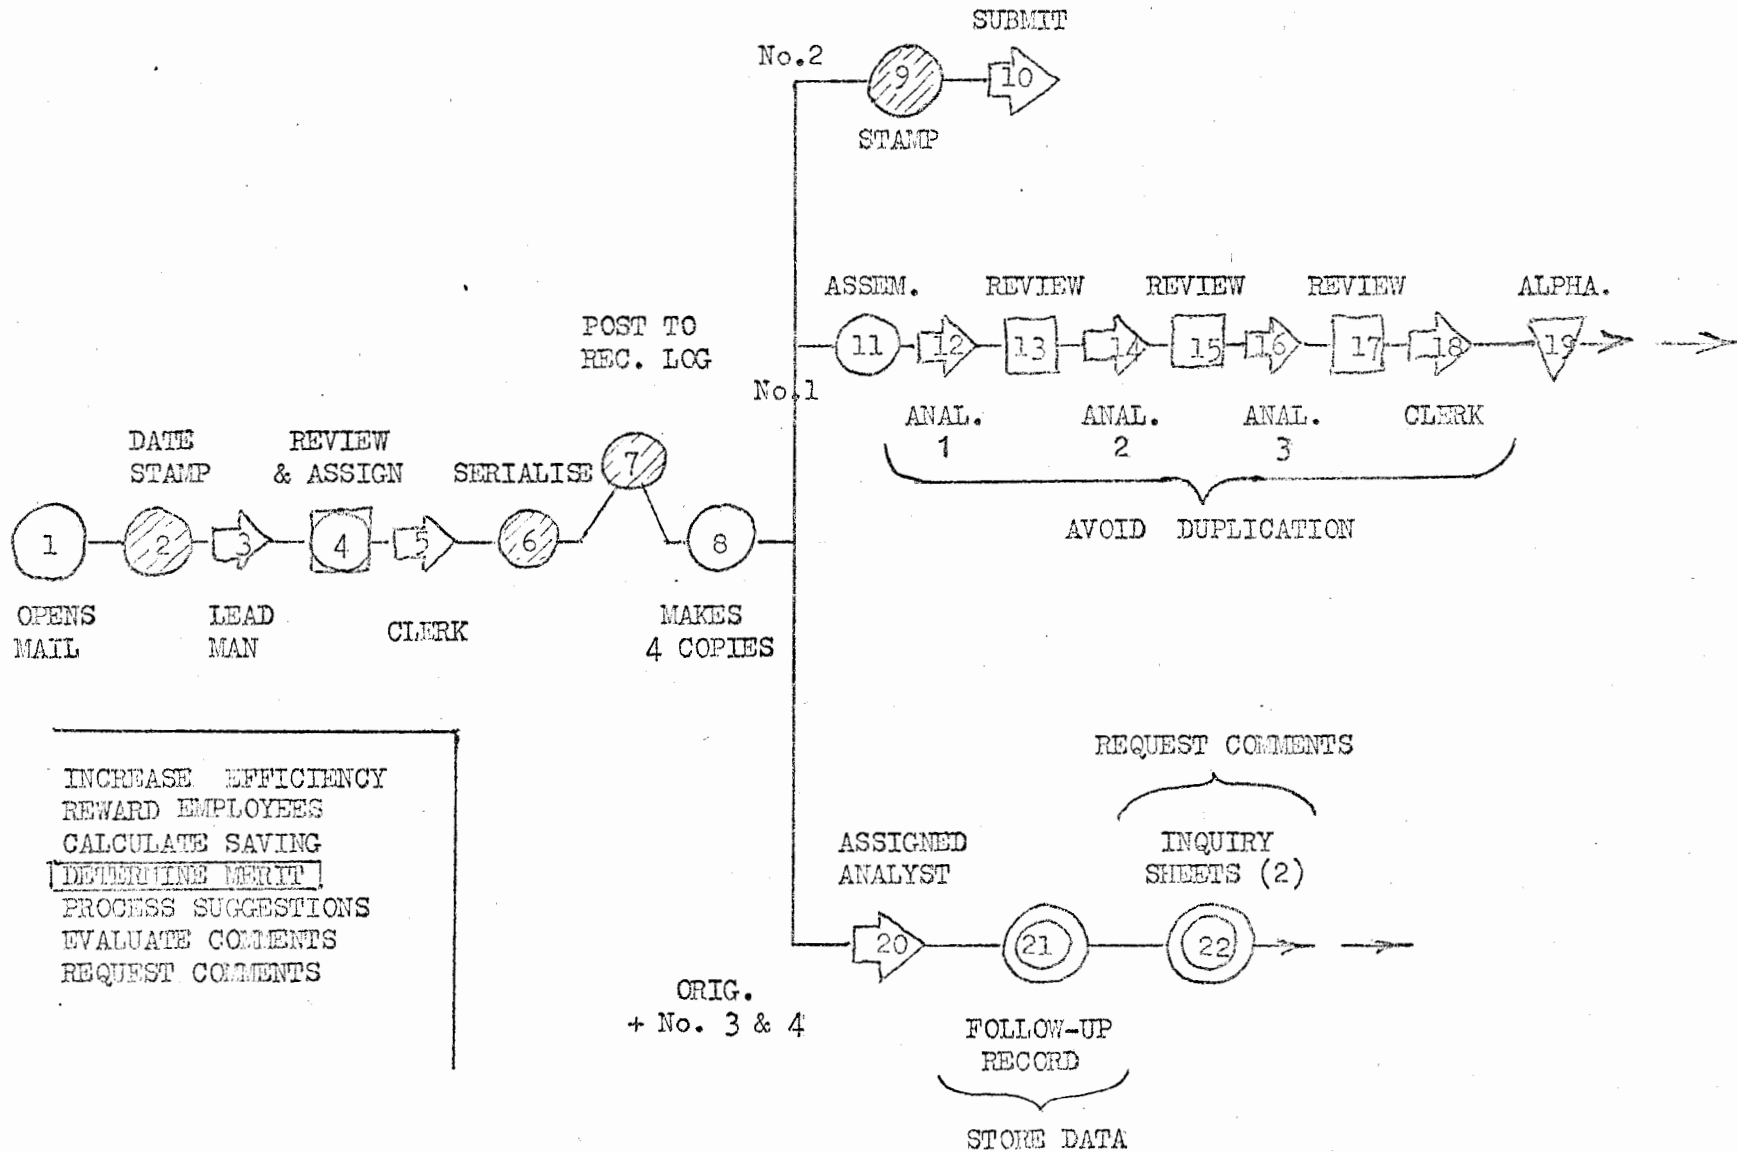 SUBMIT
No.2
9
10
STAMP
ASSEM.
REVIEW
REVIEW
REVIEW
ALPHA.
POST TO
REC. LOG
11
12
13
14
15
16
17
18
19
No.1
ANAL.
1
ANAL.
2
ANAL.
3
CLERK
AVOID DUPLICATION
DATE
STAMP
REVIEW
& ASSIGN
SERIALISE
7
1
2
3
4
5
6
8
OPENS
MAIL
LEAD
MAN
CLERK
MAKES
4 COPIES
INCREASE EFFICIENCY
REWARD EMPLOYEES
CALCULATE SAVING
DETERMINE MERIT
PROCESS SUGGESTIONS
EVALUATE COMMENTS
REQUEST COMMENTS
REQUEST COMMENTS
ASSIGNED
ANALYST
INQUIRY
SHEETS (2)
20
21
22
ORIG.
+ No. 3 & 4
FOLLOW-UP
RECORD
STORE DATA